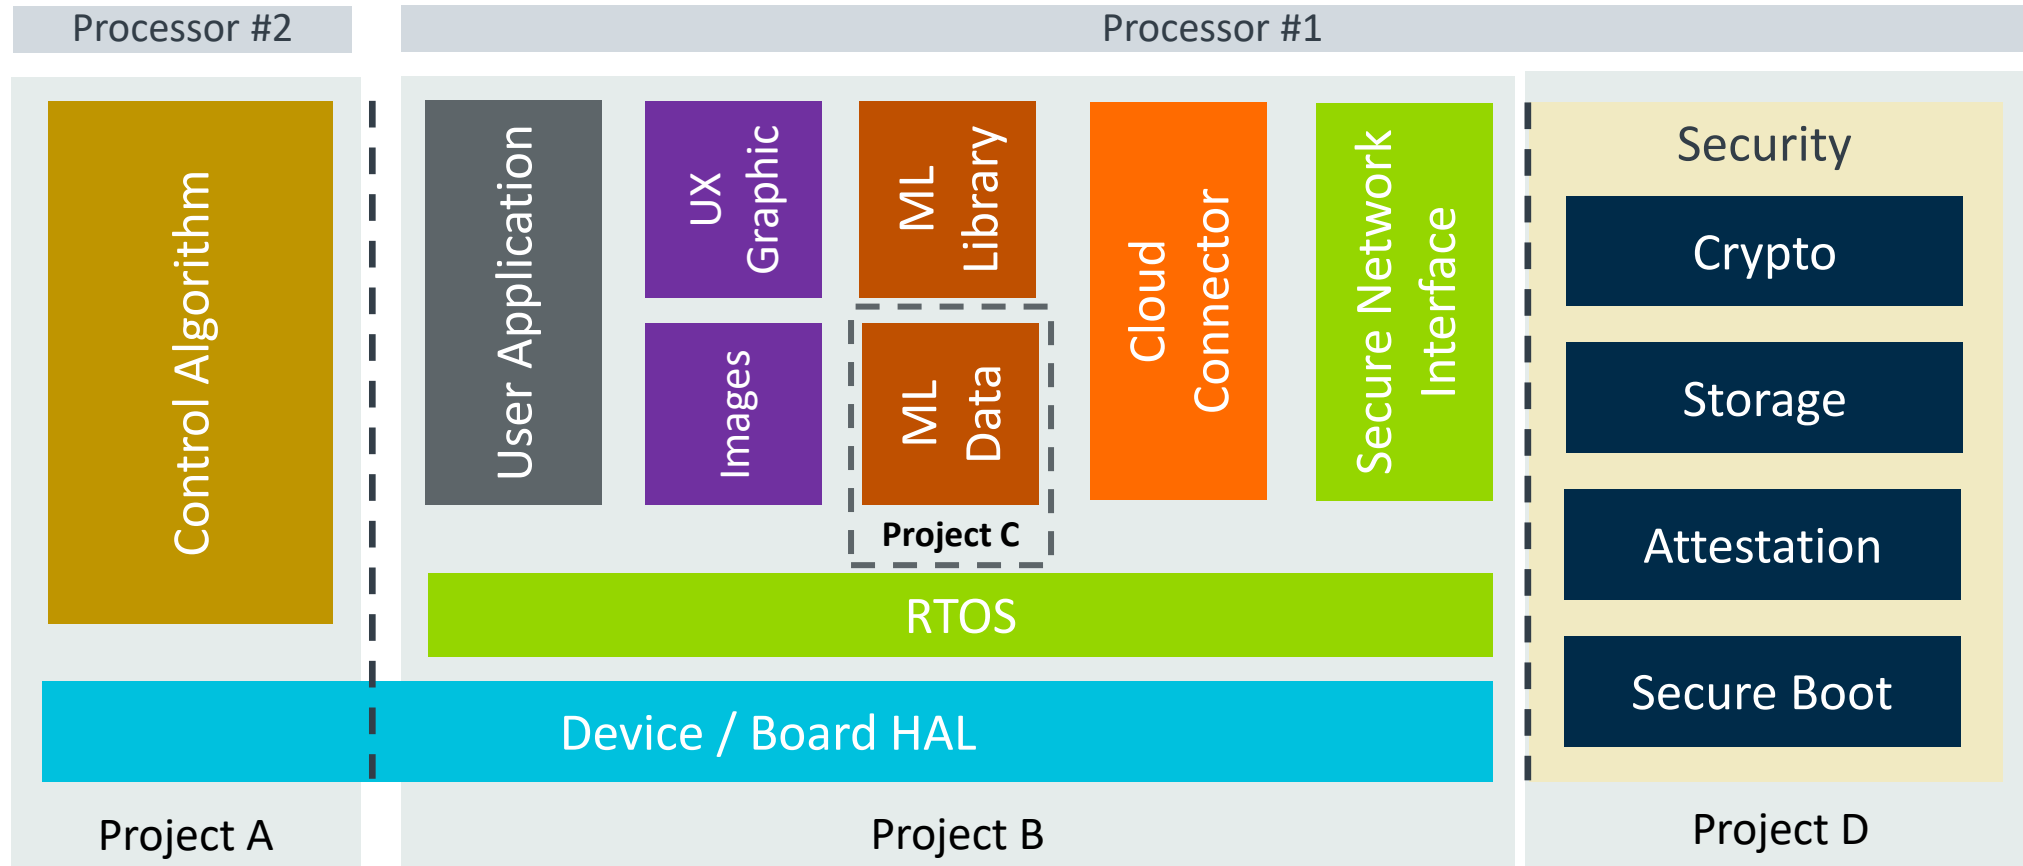 Processor #2
Processor #1
Control Algorithm
User Application
UX
Graphic
Images
ML
Library
ML
Data
Project C
Cloud
Connector
Secure Network
Interface
RTOS
Device / Board HAL
Security
Crypto
Storage
Attestation
Secure Boot
Project A
Project B
Project D